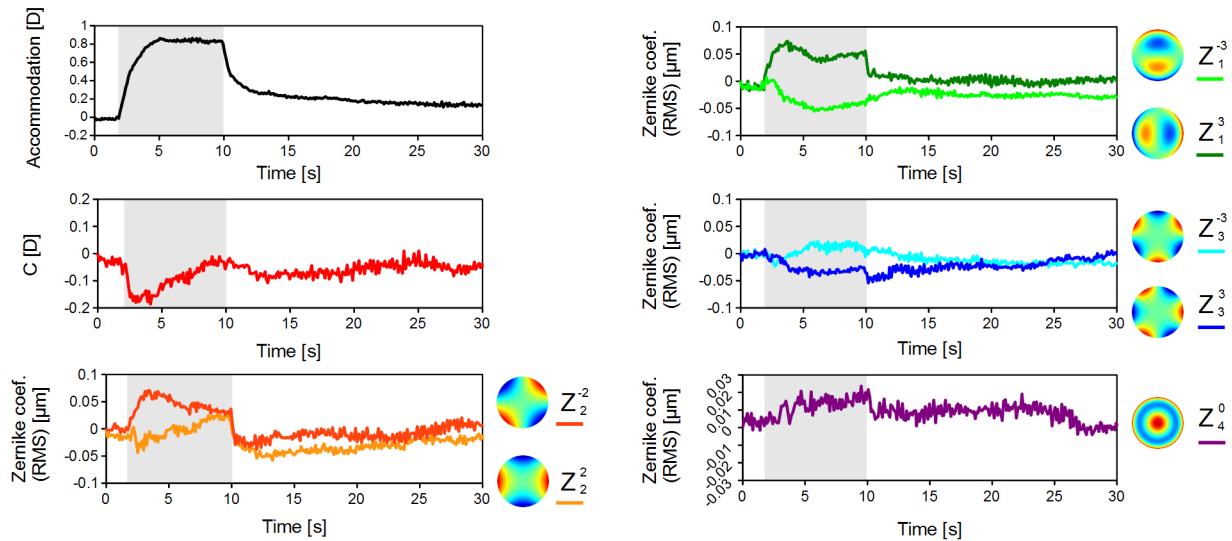 Accommodation [D]
1
0.8
0.6
0.4
0.2
0
-0.2
0 5 10 15 20 25 30
Time [s]
Zernike coef.
(RMS) [µm]
0.1
0.05
0
-0.05
-0.1
0 5 10 15 20 25 30
Time [s]
Z -3 1
Z 3 1
C [D]
0.2
0.1
0
-0.1
-0.2
0 5 10 15 20 25 30
Time [s]
Zernike coef.
(RMS) [µm]
0.1
0.05
0
-0.05
-0.1
0 5 10 15 20 25 30
Time [s]
Z -3 3
Z 3 3
Zernike coef.
(RMS) [µm]
0.1
0.05
0
-0.05
-0.1
0 5 10 15 20 25 30
Time [s]
Z -2 2
Z 2 2
Zernike coef.
(RMS) [µm]
0.03
0.02
0.01
0
-0.01
-0.02
-0.03
0 5 10 15 20 25 30
Time [s]
Z 0 4